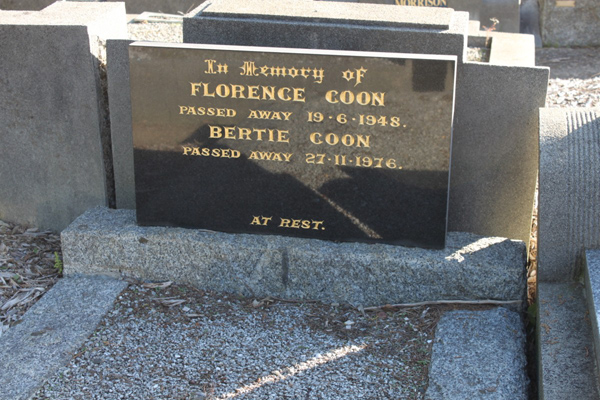 MORRISON
In Memory of
FLORENCE COON
PASSED AWAY 19·6·1948.
BERTIE COON
PASSED AWAY 27·11·1976.
AT REST.